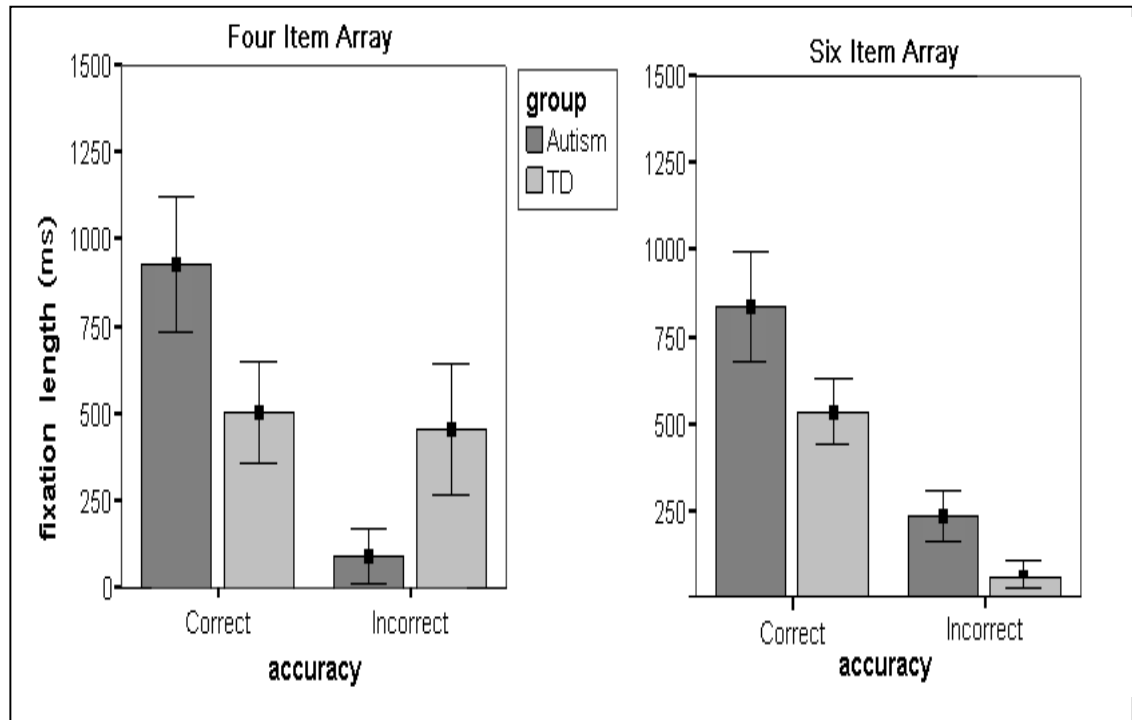 Four Item Array
1500
1250
1000
750
500
250
0
fixation length (ms)
Correct
Incorrect
accuracy
group
Autism
TD
Six Item Array
1500
1250
1000
750
500
250
Correct
Incorrect
accuracy